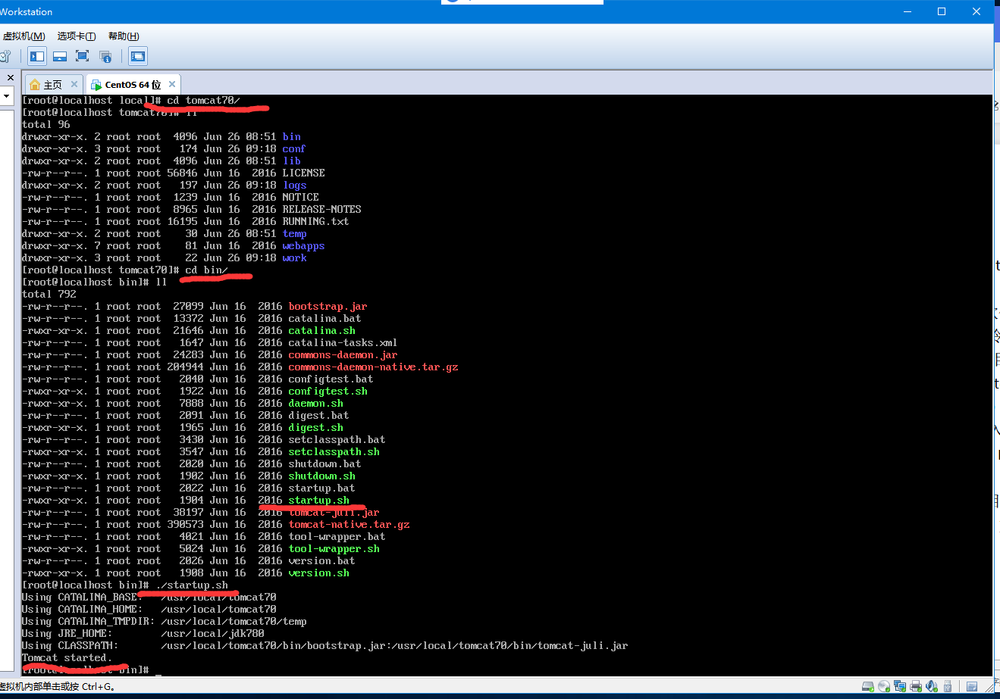 Workstation
虚拟机(M) 选项卡(T) 帮助(H)
主页 CentOS 64 位
[root@localhost local]# cd tomcat70/
[root@localhost tomcat70]# ll
total 96
drwxr-xr-x. 2 root root 4096 Jun 26 08:51 bin
drwxr-xr-x. 3 root root 174 Jun 26 09:18 conf
drwxr-xr-x. 2 root root 4096 Jun 26 08:51 lib
-rw-r--r--. 1 root root 56846 Jun 16 2016 LICENSE
drwxr-xr-x. 2 root root 197 Jun 26 09:18 logs
-rw-r--r--. 1 root root 1239 Jun 16 2016 NOTICE
-rw-r--r--. 1 root root 8965 Jun 16 2016 RELEASE-NOTES
-rw-r--r--. 1 root root 16195 Jun 16 2016 RUNNING.txt
drwxr-xr-x. 2 root root 30 Jun 26 08:51 temp
drwxr-xr-x. 7 root root 81 Jun 16 2016 webapps
drwxr-xr-x. 3 root root 22 Jun 26 09:18 work
[root@localhost tomcat70]# cd bin/
[root@localhost bin]# ll
total 792
-rw-r--r--. 1 root root 27099 Jun 16 2016 bootstrap.jar
-rw-r--r--. 1 root root 13372 Jun 16 2016 catalina.bat
-rwxr-xr-x. 1 root root 21646 Jun 16 2016 catalina.sh
-rw-r--r--. 1 root root 1647 Jun 16 2016 catalina-tasks.xml
-rw-r--r--. 1 root root 24283 Jun 16 2016 commons-daemon.jar
-rw-r--r--. 1 root root 204944 Jun 16 2016 commons-daemon-native.tar.gz
-rw-r--r--. 1 root root 2040 Jun 16 2016 configtest.bat
-rwxr-xr-x. 1 root root 1922 Jun 16 2016 configtest.sh
-rwxr-xr-x. 1 root root 7888 Jun 16 2016 daemon.sh
-rw-r--r--. 1 root root 2091 Jun 16 2016 digest.bat
-rwxr-xr-x. 1 root root 1965 Jun 16 2016 digest.sh
-rw-r--r--. 1 root root 3430 Jun 16 2016 setclasspath.bat
-rwxr-xr-x. 1 root root 3547 Jun 16 2016 setclasspath.sh
-rw-r--r--. 1 root root 2020 Jun 16 2016 shutdown.bat
-rwxr-xr-x. 1 root root 1902 Jun 16 2016 shutdown.sh
-rw-r--r--. 1 root root 2022 Jun 16 2016 startup.bat
-rwxr-xr-x. 1 root root 1904 Jun 16 2016 startup.sh
-rw-r--r--. 1 root root 38197 Jun 16 2016 tomcat-juli.jar
-rw-r--r--. 1 root root 390573 Jun 16 2016 tomcat-native.tar.gz
-rw-r--r--. 1 root root 4021 Jun 16 2016 tool-wrapper.bat
-rwxr-xr-x. 1 root root 5024 Jun 16 2016 tool-wrapper.sh
-rw-r--r--. 1 root root 2026 Jun 16 2016 version.bat
-rwxr-xr-x. 1 root root 1908 Jun 16 2016 version.sh
[root@localhost bin]# ./startup.sh
Using CATALINA_BASE: /usr/local/tomcat70
Using CATALINA_HOME: /usr/local/tomcat70
Using CATALINA_TMPDIR: /usr/local/tomcat70/temp
Using JRE_HOME: /usr/local/jdk780
Using CLASSPATH: /usr/local/tomcat70/bin/bootstrap.jar:/usr/local/tomcat70/bin/tomcat-juli.jar
Tomcat started.
[root@localhost bin]# _
虚拟机内部单击或按 Ctrl+G。